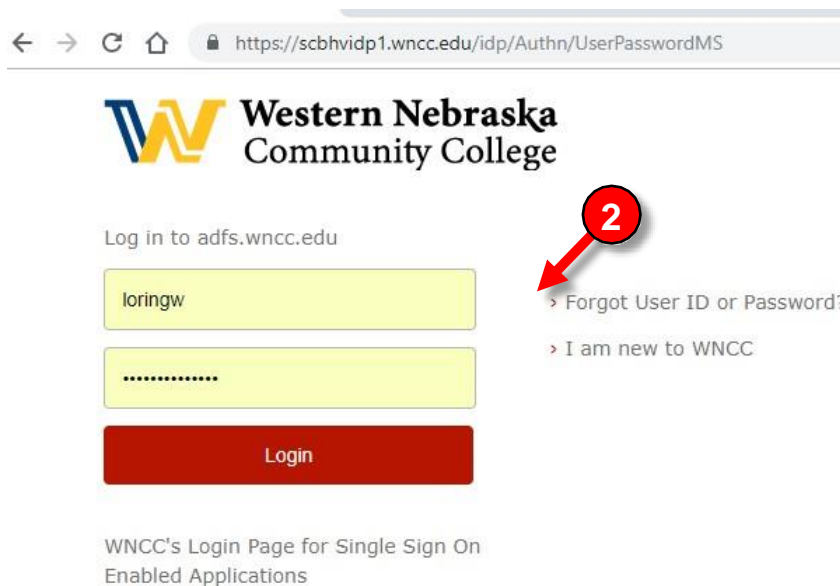 https://scbhvidp1.wncc.edu/idp/Authn/UserPasswordMS
Western Nebraska
Community College
2
Log in to adfs.wncc.edu
loringw
••••••••••••••
› Forgot User ID or Password?
› I am new to WNCC
Login
WNCC's Login Page for Single Sign On
Enabled Applications